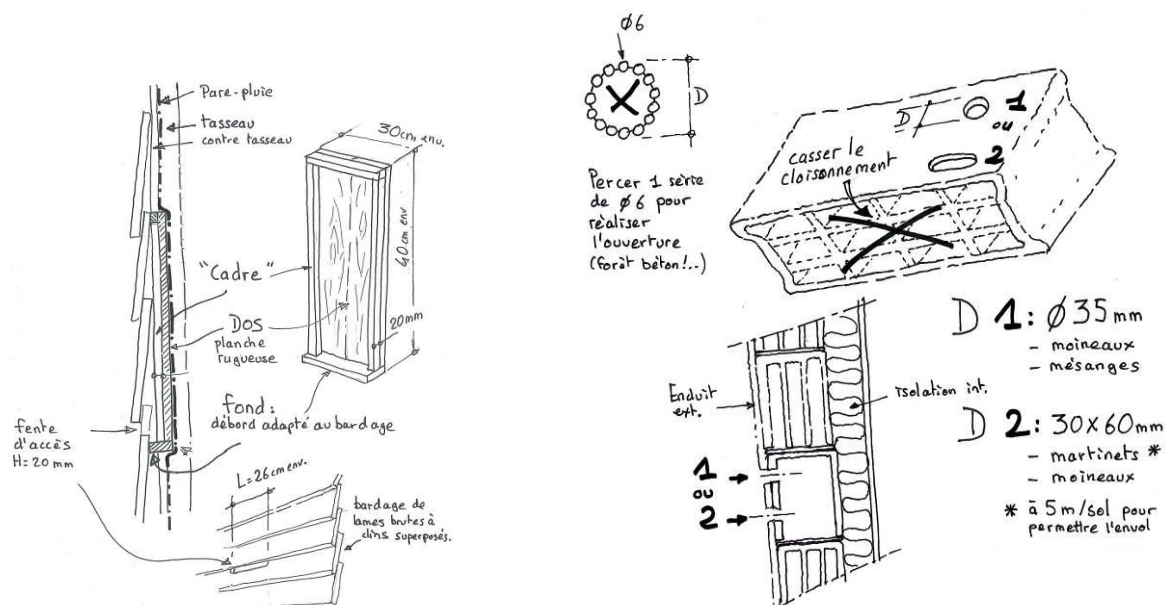 Pare-pluie
tasseau
contre tasseau
"Cadre"
DOS
planche
rugueuse
30cm env.
40cm env
20mm
fond:
débord adapté au bardage
fente
d'accès
H=20mm
L=26cm env.
bardage de
lames brutes à
clins superposés.
ø6
D
Percer 1 série
de ø6 pour
réaliser
l'ouverture
(forêt béton!..)
D
1
ou
2
casser le
cloisonnement
Enduit
ext.
isolation int.
1
ou
2
D 1: ø35mm
- moineaux
- mésanges
D 2: 30x60mm
- martinets *
- moineaux
* à 5m/sol pour
permettre l'envol